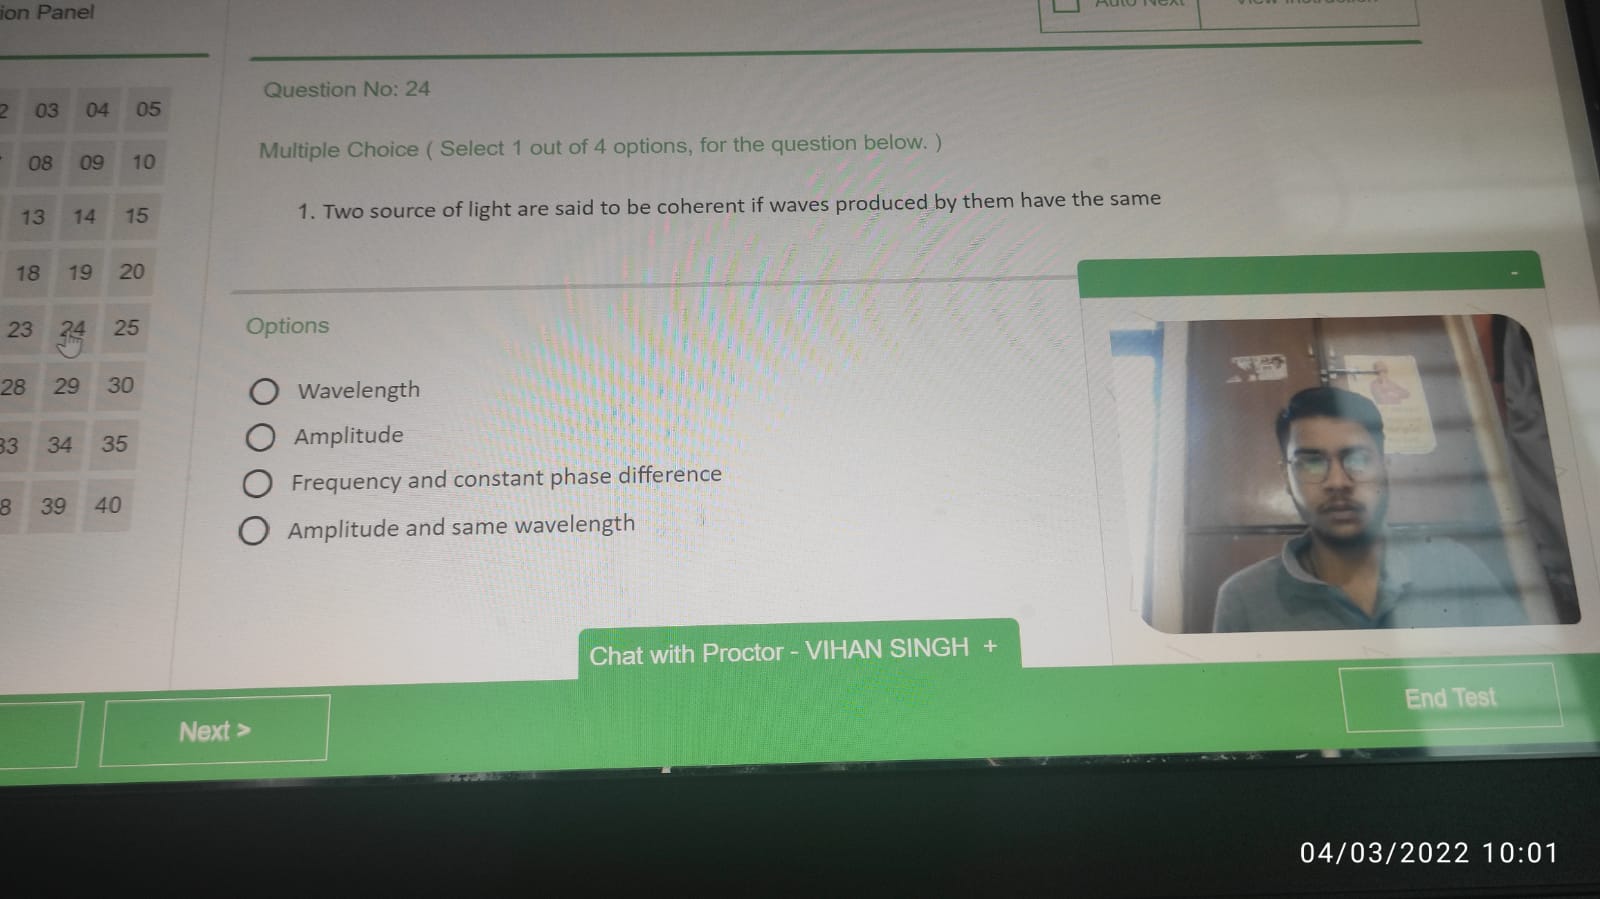 ion Panel
Auto Next
2 03 04 05
08 09 10
13 14 15
18 19 20
23 24 25
28 29 30
33 34 35
8 39 40
Question No: 24
Multiple Choice ( Select 1 out of 4 options, for the question below. )
1. Two source of light are said to be coherent if waves produced by them have the same
-
Options
Wavelength
Amplitude
Frequency and constant phase difference
Amplitude and same wavelength
Chat with Proctor - VIHAN SINGH +
Next >
End Test
04/03/2022 10:01